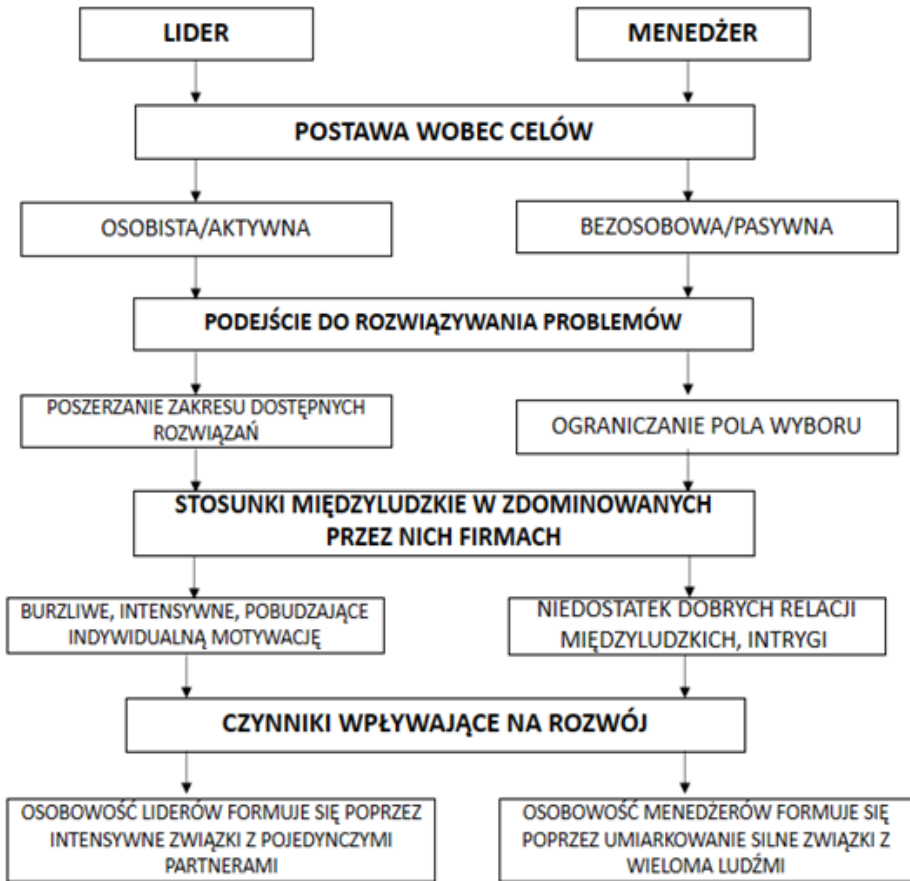 LIDER
MENEDŻER
POSTAWA WOBEC CELÓW
OSOBISTA/AKTYWNA
BEZOSOBOWA/PASYWNA
PODEJŚCIE DO ROZWIĄZYWANIA PROBLEMÓW
POSZERZANIE ZAKRESU DOSTĘPNYCH
ROZWIĄZAŃ
OGRANICZANIE POLA WYBORU
STOSUNKI MIĘDZYLUDZKIE W ZDOMINOWANYCH
PRZEZ NICH FIRMACH
BURZLIWE, INTENSYWNE, POBUDZAJĄCE
INDYWIDUALNĄ MOTYWACJĘ
NIEDOSTATEK DOBRYCH RELACJI
MIĘDZYLUDZKICH, INTRYGI
CZYNNIKI WPŁYWAJĄCE NA ROZWÓJ
OSOBOWOŚĆ LIDERÓW FORMUJE SIĘ POPRZEZ
INTENSYWNE ZWIĄZKI Z POJEDYNCZYMI
PARTNERAMI
OSOBOWOŚĆ MENEDŻERÓW FORMUJE SIĘ
POPRZEZ UMIARKOWANIE SILNE ZWIĄZKI Z
WIELOMA LUDŹMI